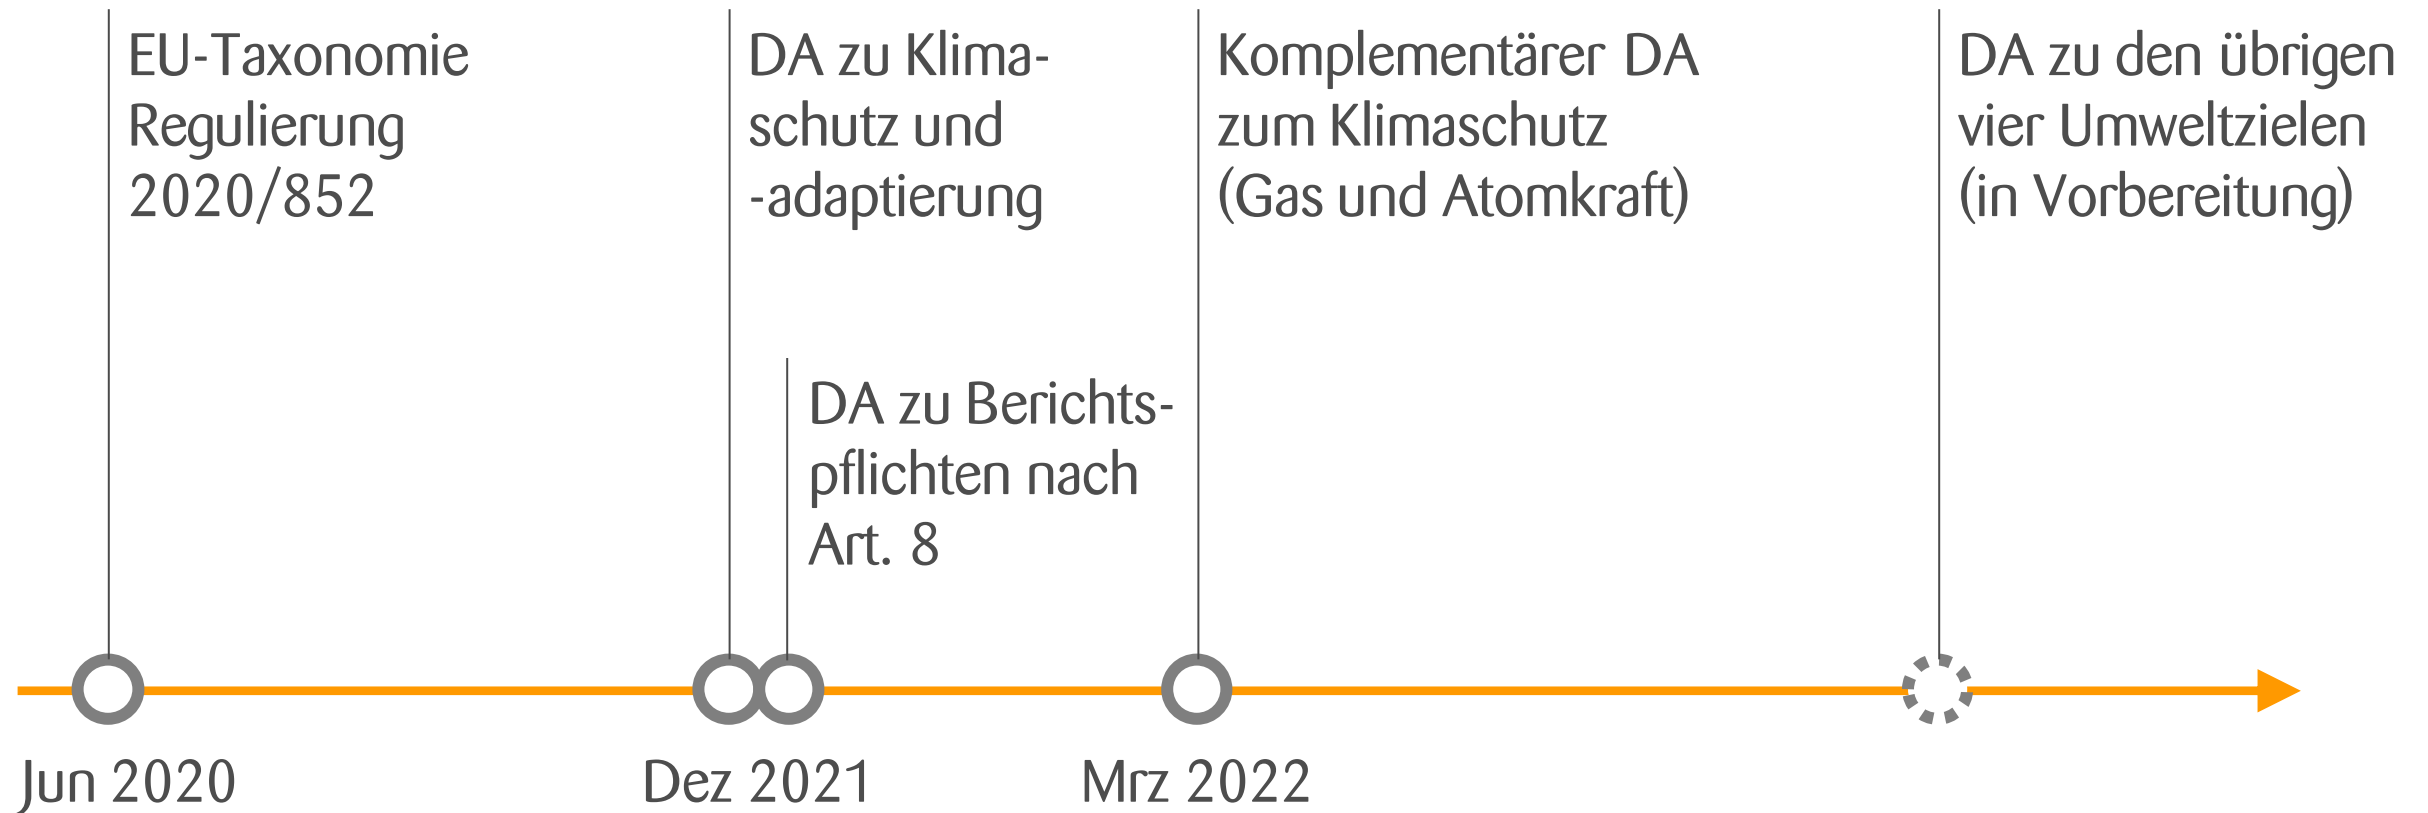 EU-Taxonomie
Regulierung
2020/852
DA zu Klima-
schutz und
-adaptierung
DA zu Berichts-
pflichten nach
Art. 8
Komplementärer DA
zum Klimaschutz
(Gas und Atomkraft)
DA zu den übrigen
vier Umweltzielen
(in Vorbereitung)
Jun 2020
Dez 2021
Mrz 2022